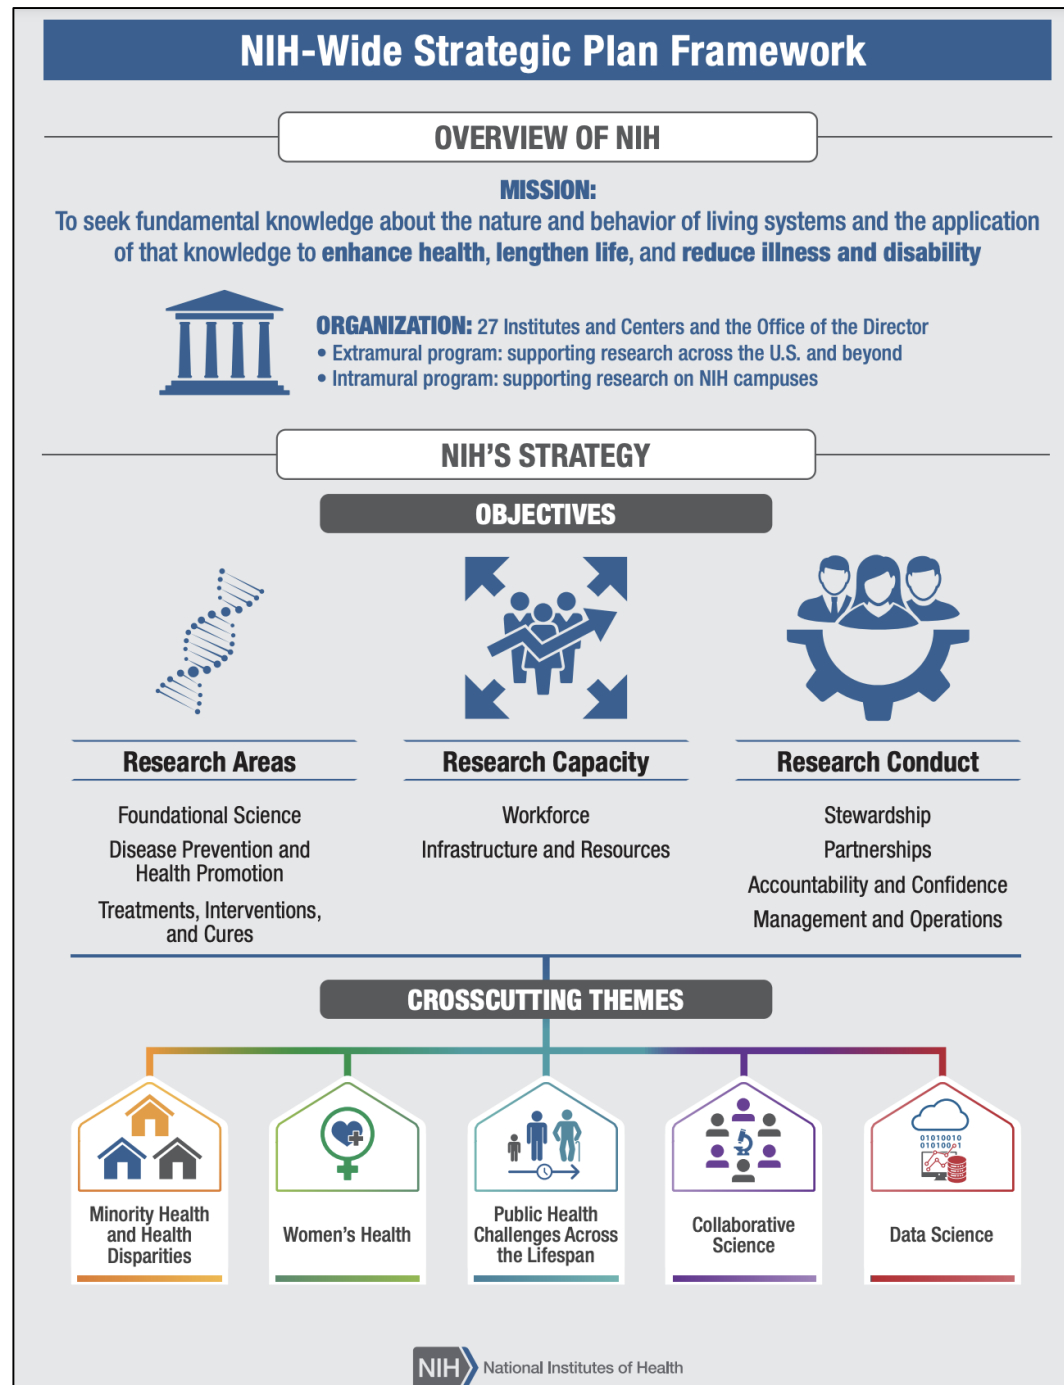 NIH-Wide Strategic Plan Framework
OVERVIEW OF NIH
MISSION:
To seek fundamental knowledge about the nature and behavior of living systems and the application
of that knowledge to enhance health, lengthen life, and reduce illness and disability
ORGANIZATION: 27 Institutes and Centers and the Office of the Director
• Extramural program: supporting research across the U.S. and beyond
• Intramural program: supporting research on NIH campuses
NIH'S STRATEGY
OBJECTIVES
Research Areas
Foundational Science
Disease Prevention and
Health Promotion
Treatments, Interventions,
and Cures
Research Capacity
Workforce
Infrastructure and Resources
Research Conduct
Stewardship
Partnerships
Accountability and Confidence
Management and Operations
CROSSCUTTING THEMES
Minority Health
and Health
Disparities
Women's Health
Public Health
Challenges Across
the Lifespan
Collaborative
Science
01010010
Data Science
NIH National Institutes of Health